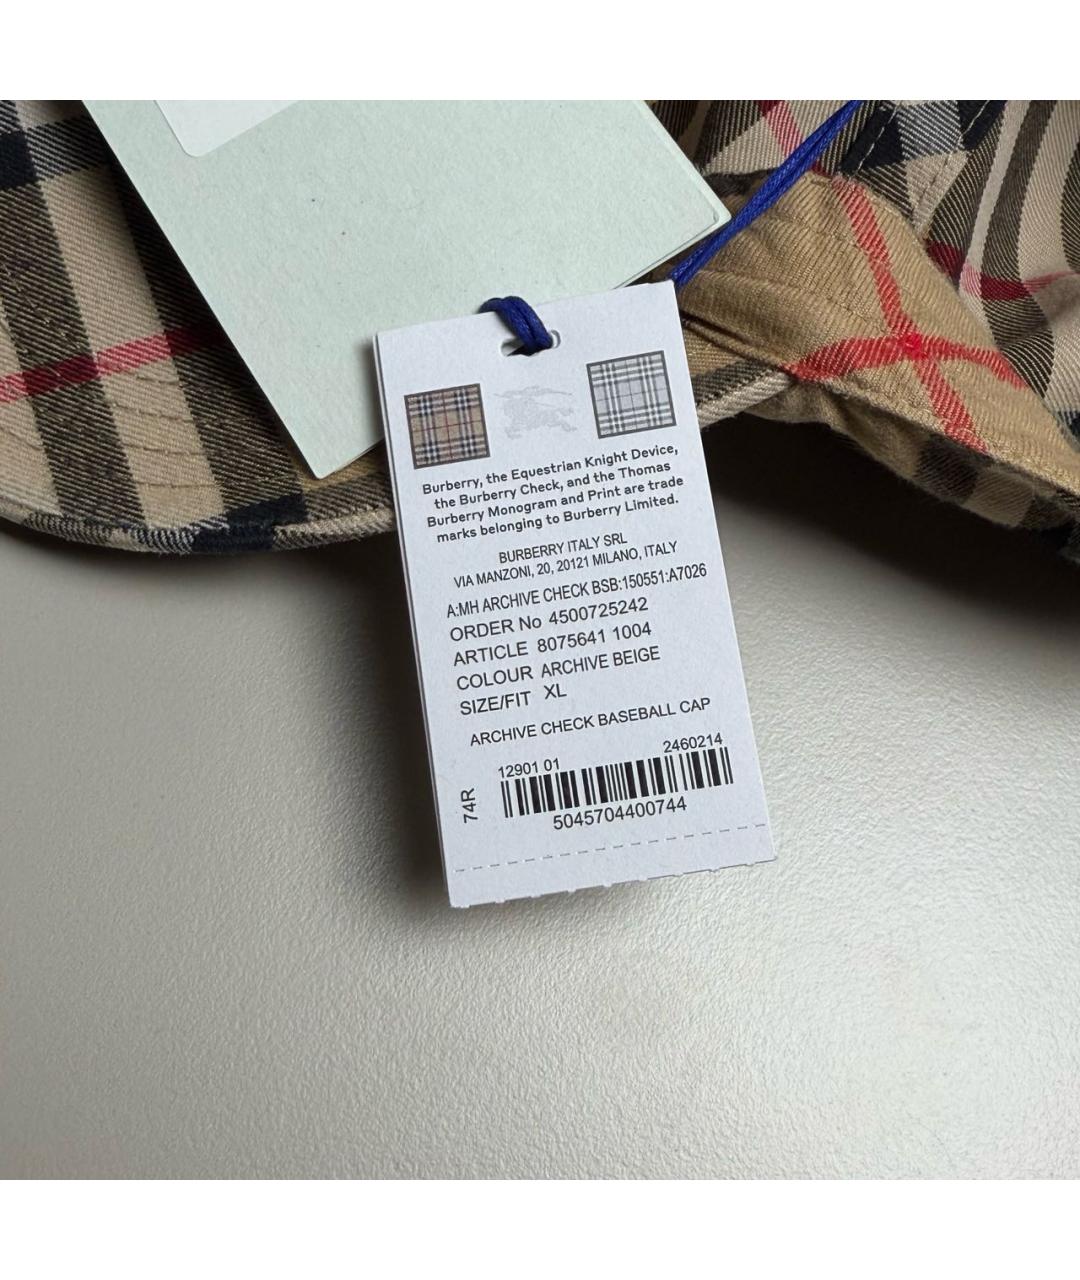 Burberry, the Equestrian Knight Device,
the Burberry Check, and the Thomas
Burberry Monogram and Print are trade
marks belonging to Burberry Limited.
BURBERRY ITALY SRL
VIA MANZONI, 20, 20121 MILANO, ITALY
A:MH ARCHIVE CHECK BSB:150551:A7026
ORDER No 4500725242
ARTICLE 8075641 1004
COLOUR ARCHIVE BEIGE
SIZE/FIT XL
ARCHIVE CHECK BASEBALL CAP
12901 01 2460214
74R
5045704400744